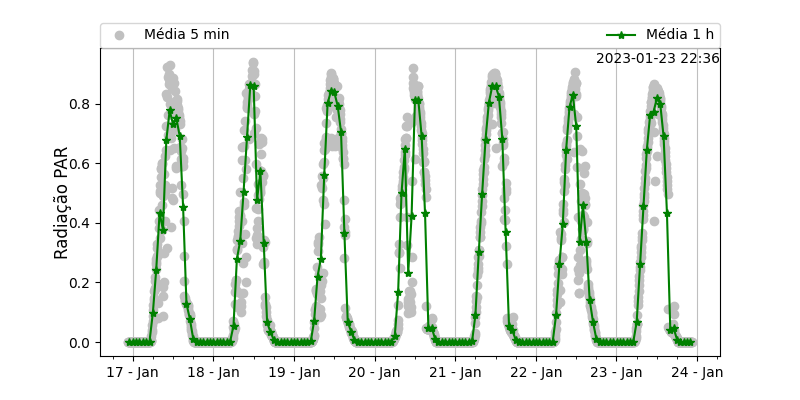 Média 5 min
Média 1 h
2023-01-23 22:36
Radiação PAR
0.8
0.6
0.4
0.2
0.0
17 - Jan
18 - Jan
19 - Jan
20 - Jan
21 - Jan
22 - Jan
23 - Jan
24 - Jan